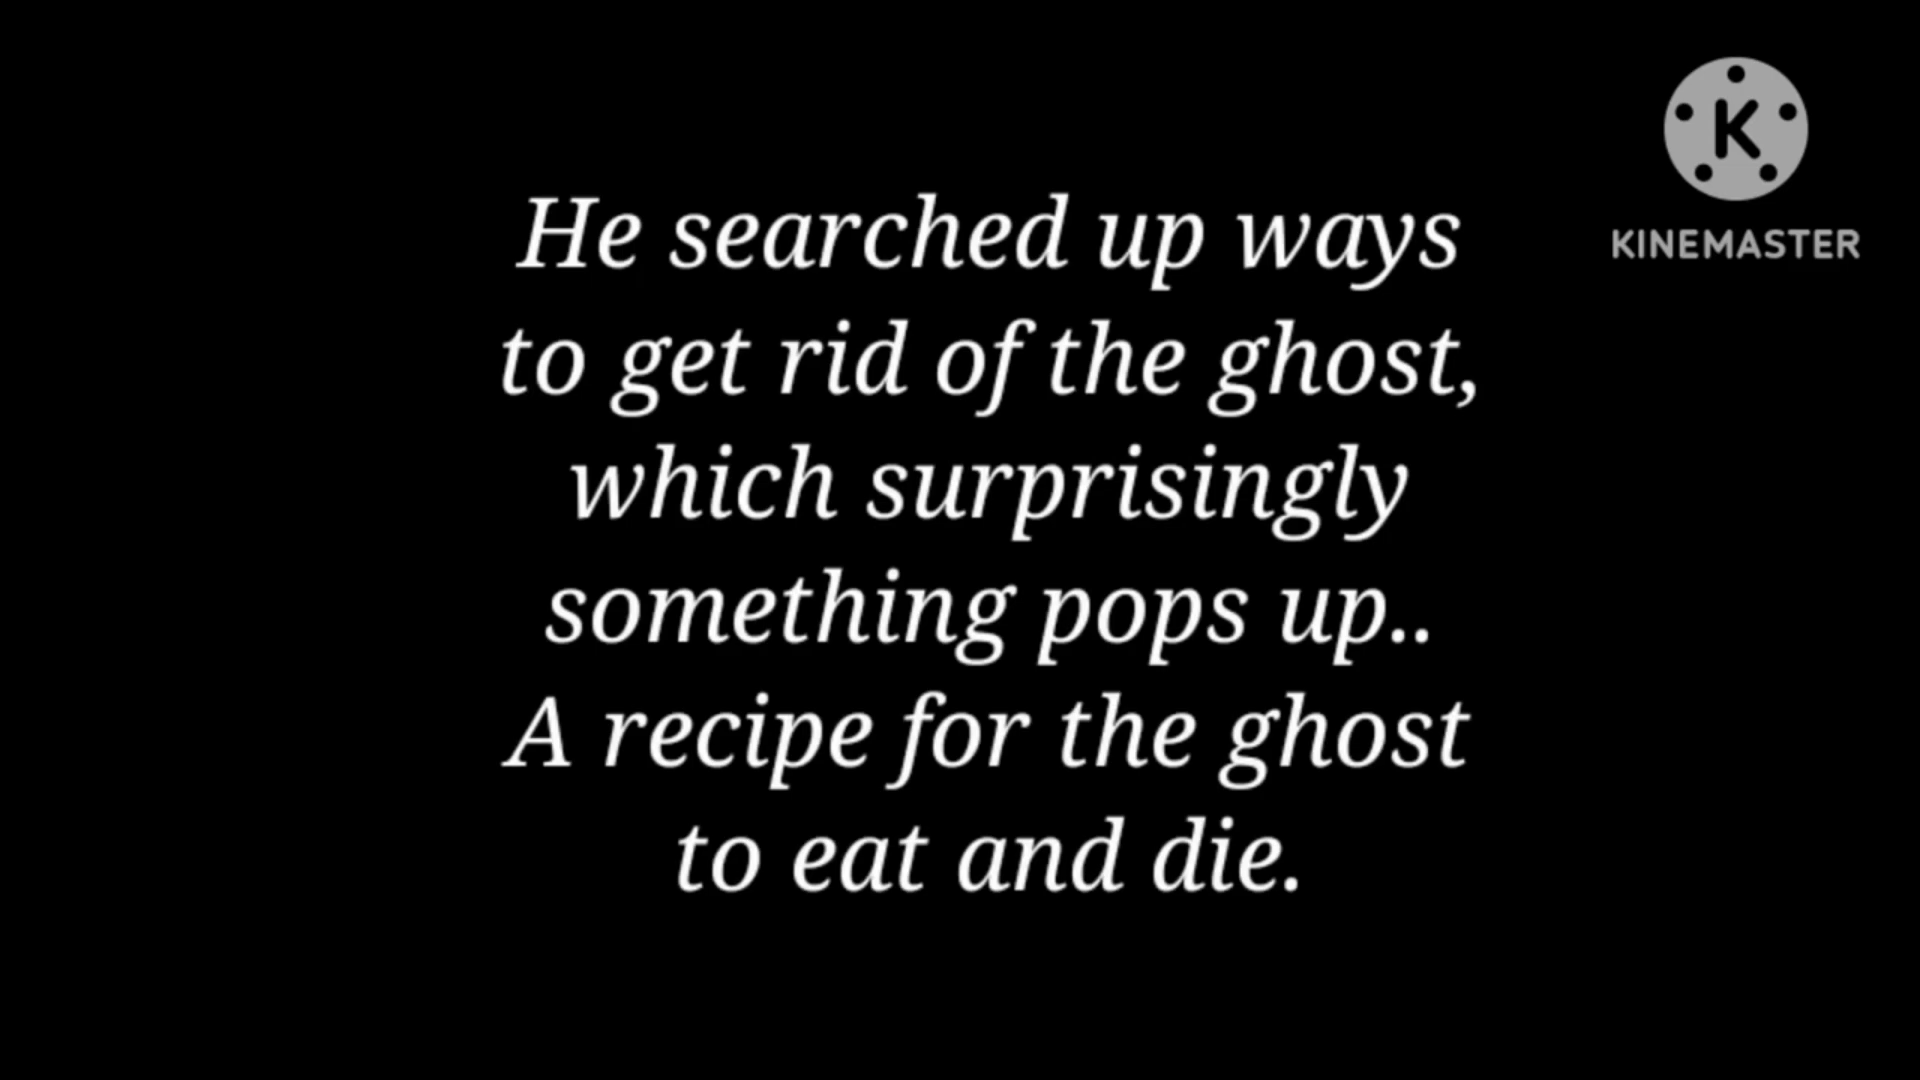 He searched up ways
to get rid of the ghost,
which surprisingly
something pops up..
A recipe for the ghost
to eat and die.
K
KINEMASTER